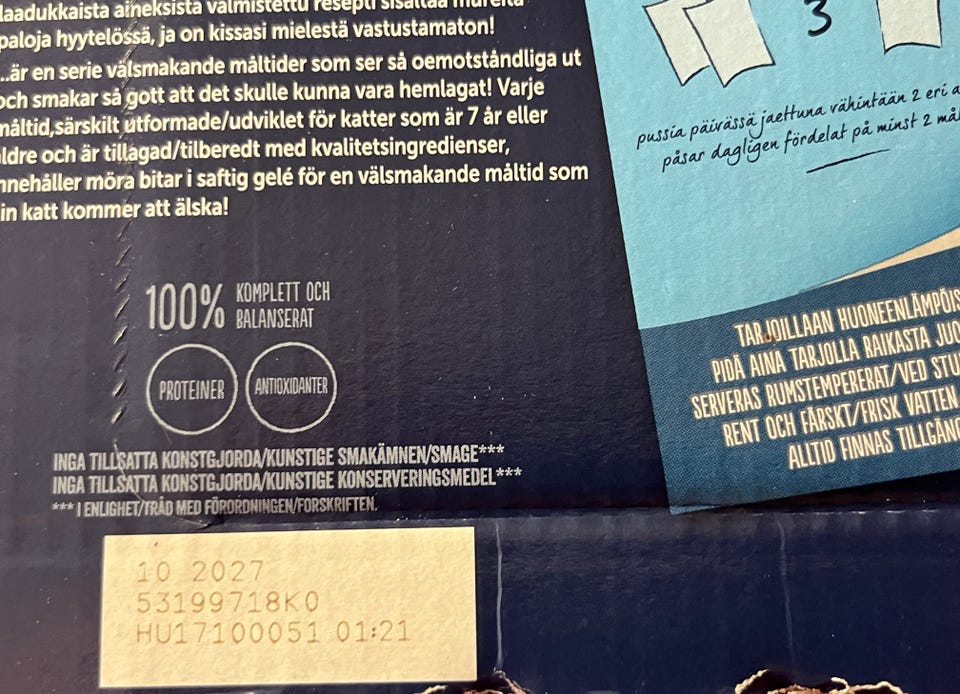 laadukkaista aineksista valmistettu resepti sisältää mureita
paloja hyytelössä, ja on kissasi mielestä vastustamaton!
...är en serie välsmakande måltider som ser så oemotståndliga ut
och smakar så gott att det skulle kunna vara hemlagat! Varje
måltid,särskilt utformade/udviklet för katter som är 7 år eller
ldre och är tillagad/tilberedt med kvalitetsingredienser,
nnehåller möra bitar i saftig gelé för en välsmakande måltid som
in katt kommer att älska!
100% KOMPLETT OCH
BALANSERAT
PROTEINER
ANTIOXIDANTER
INGA TILLSATTA KONSTGJORDA/KUNSTIGE SMAKÄMNEN/SMAGE***
INGA TILLSATTA KONSTGJORDA/KUNSTIGE KONSERVERINGSMEDEL***
*** I ENLIGHET/TRÅD MED FÖRORDNINGEN/FORSKRIFTEN.
10 2027
53199718K0
HU17100051 01:21
3
pussia päivässä jaettuna vähintään 2 eri a
påsar dagligen fördelat på minst 2 mål
TARJOILLAAN HUONEENLÄMPÖIS
PIDÄ AINA TARJOLLA RAIKASTA JUO
SERVERAS RUMSTEMPERERAT/VED STU
RENT OCH FÄRSKT/FRISK VATTEN
ALLTID FINNAS TILLGÄNG